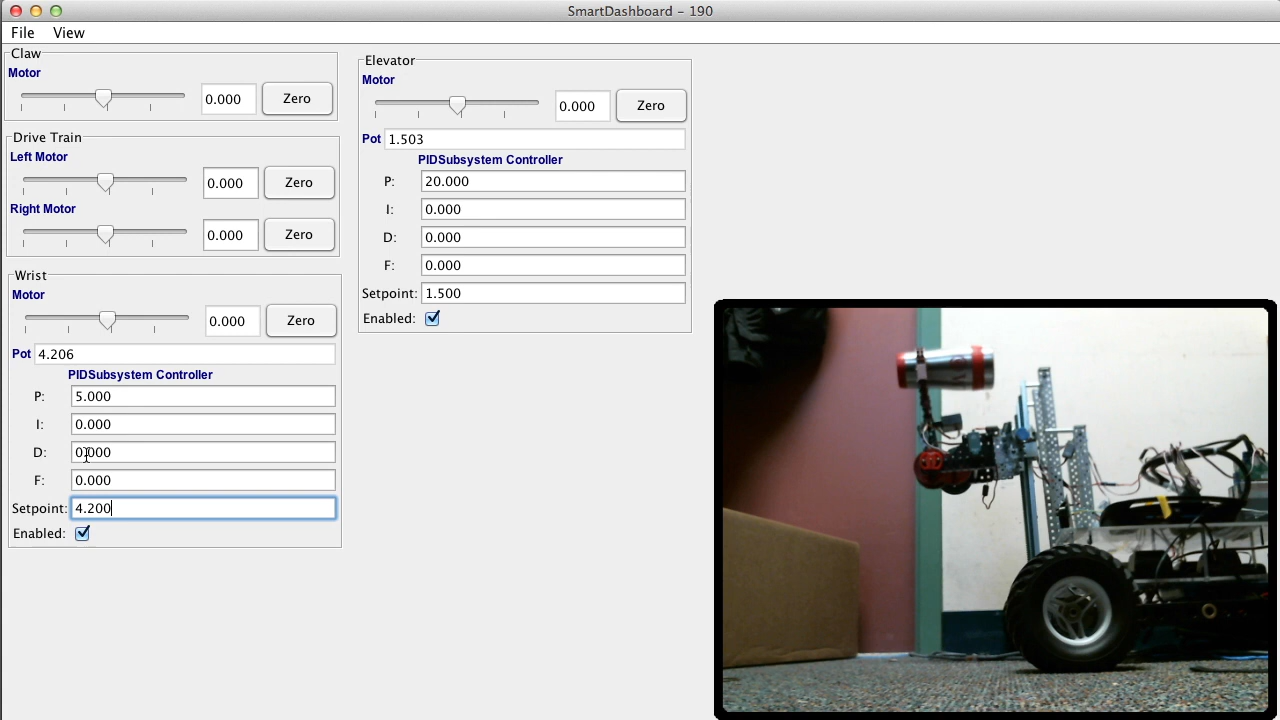 SmartDashboard – 190
File View
Claw
Motor
0.000 Zero
Drive Train
Left Motor
0.000 Zero
Right Motor
0.000 Zero
Wrist
Motor
0.000 Zero
Pot 4.206
PIDSubsystem Controller
P: 5.000
I: 0.000
D: 0.000
F: 0.000
Setpoint: 4.200
Enabled:
Elevator
Motor
0.000 Zero
Pot 1.503
PIDSubsystem Controller
P: 20.000
I: 0.000
D: 0.000
F: 0.000
Setpoint: 1.500
Enabled: